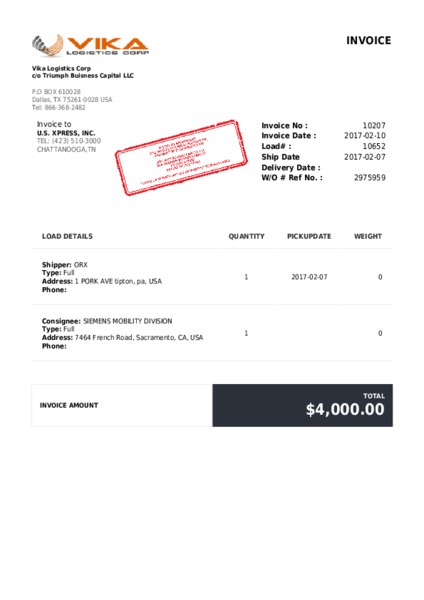 VIKA
LOGISTICS CORP
INVOICE
Vika Logistics Corp
c/o Triumph Buisness Capital LLC
P.O BOX 610028
Dallas, TX 75261-0028 USA
Tel: 866-368-2482
Invoice to
U.S. XPRESS, INC.
TEL: (423) 510-3000
CHATTANOOGA,TN
Invoice No : 10207
Invoice Date : 2017-02-10
Load# : 10652
Ship Date 2017-02-07
Delivery Date :
W/O # Ref No. : 2975959
LOAD DETAILS QUANTITY PICKUPDATE WEIGHT
Shipper: ORX
Type: Full
Address: 1 PORK AVE tipton, pa, USA
Phone:
1 2017-02-07 0
Consignee: SIEMENS MOBILITY DIVISION
Type: Full
Address: 7464 French Road, Sacramento, CA, USA
Phone:
1 0
INVOICE AMOUNT
TOTAL
$4,000.00